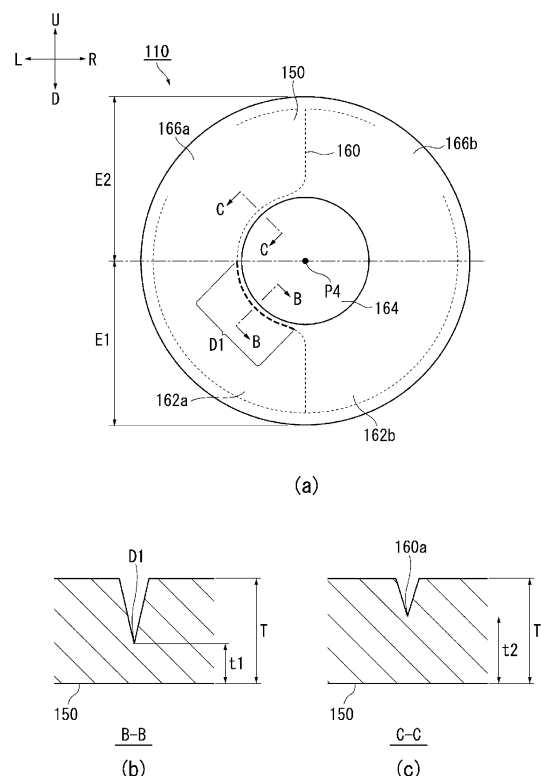 U
L R
D
110
150
166a
160
166b
E2
C
C
P4
B
164
E1
D1
B
162a
162b
(a)
D1
160a
T
t1
T
t2
150
150
B-B
C-C
(b)
(c)